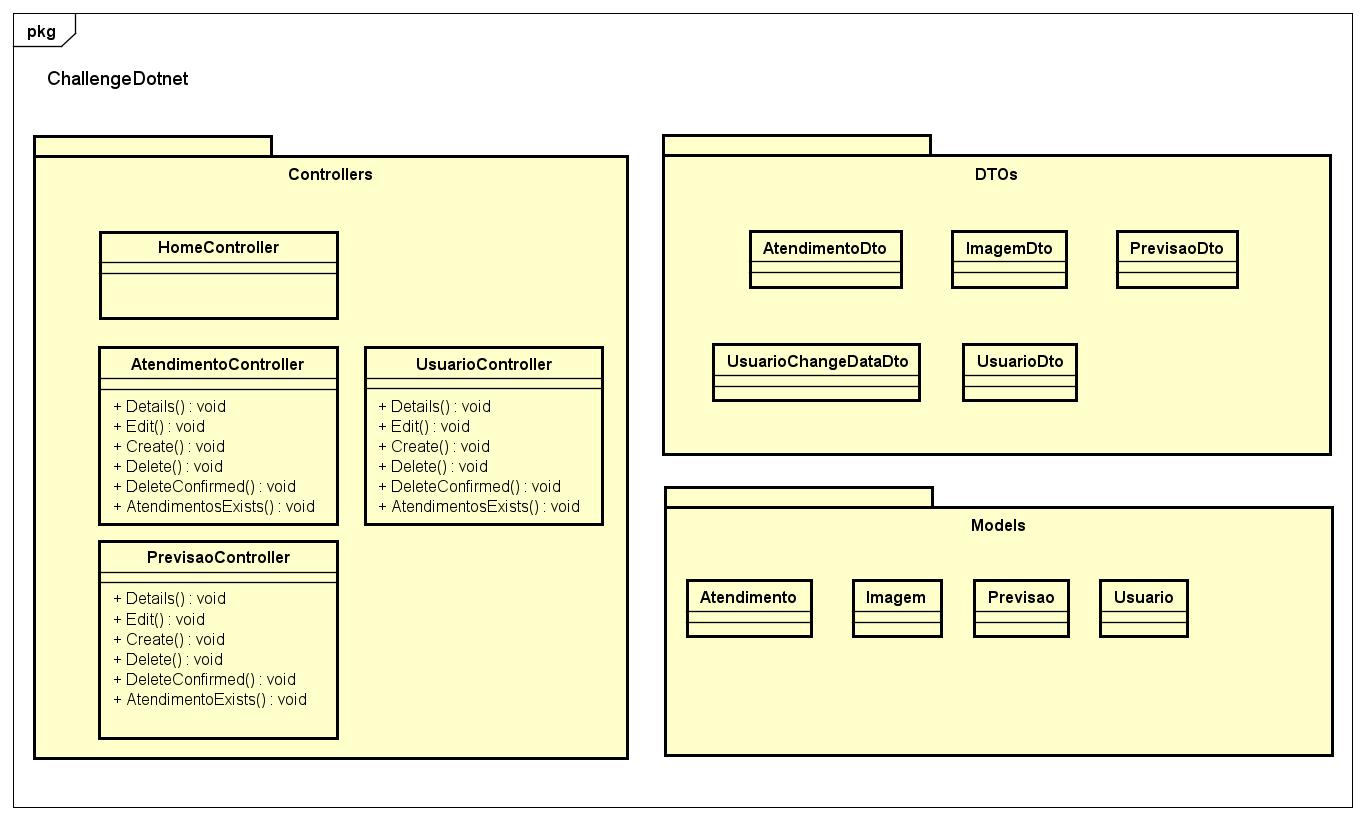 pkg
ChallengeDotnet
Controllers
HomeController
AtendimentoController
+ Details() : void
+ Edit() : void
+ Create() : void
+ Delete() : void
+ DeleteConfirmed() : void
+ AtendimentosExists() : void
UsuarioController
+ Details() : void
+ Edit() : void
+ Create() : void
+ Delete() : void
+ DeleteConfirmed() : void
+ AtendimentosExists() : void
PrevisaoController
+ Details() : void
+ Edit() : void
+ Create() : void
+ Delete() : void
+ DeleteConfirmed() : void
+ AtendimentoExists() : void
DTOs
AtendimentoDto
ImagemDto
PrevisaoDto
UsuarioChangeDataDto
UsuarioDto
Models
Atendimento
Imagem
Previsao
Usuario